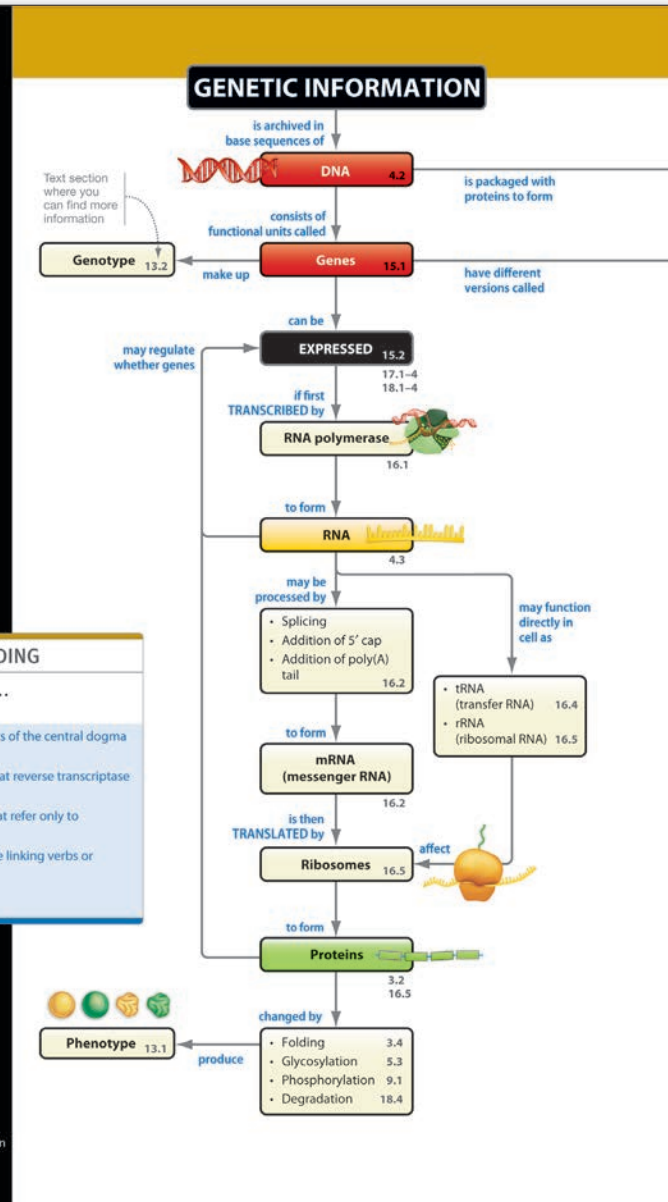 GENETIC INFORMATION
is archived in
base sequences of
DNA 4.2
is packaged with
proteins to form
Text section
where you
can find more
information
consists of
functional units called
Genotype 13.2
make up
Genes 15.1
have different
versions called
can be
may regulate
whether genes
EXPRESSED 15.2
17.1–4
18.1–4
if first
TRANSCRIBED by
RNA polymerase
16.1
to form
RNA
4.3
may be
processed by
may function
directly in
cell as
• Splicing
• Addition of 5′ cap
• Addition of poly(A)
tail
16.2
• tRNA
(transfer RNA) 16.4
• rRNA
(ribosomal RNA) 16.5
DING
..
s of the central dogma
at reverse transcriptase
at refer only to
e linking verbs or
to form
mRNA
(messenger RNA)
16.2
is then
TRANSLATED by
Ribosomes 16.5
affect
to form
Proteins
3.2
16.5
changed by
Phenotype 13.1
produce
• Folding 3.4
• Glycosylation 5.3
• Phosphorylation 9.1
• Degradation 18.4
n